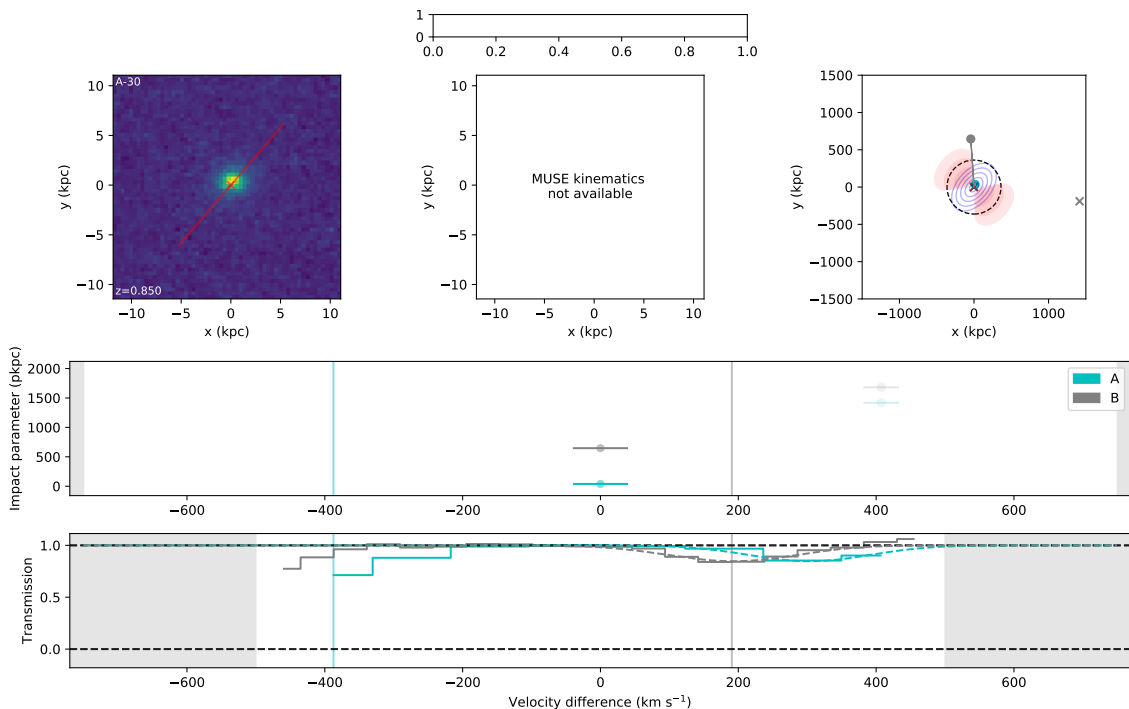 1
0
0.0 0.2 0.4 0.6 0.8 1.0
A-30
z=0.850
10
5
0
−5
−10
y (kpc)
−10 −5 0 5 10
x (kpc)
MUSE kinematics
not available
10
5
0
−5
−10
y (kpc)
−10 −5 0 5 10
x (kpc)
1500
1000
500
0
−500
−1000
−1500
y (kpc)
−1000 0 1000
x (kpc)
2000
1500
1000
500
0
Impact parameter (pkpc)
A
B
−600 −400 −200 0 200 400 600
1.0
0.5
0.0
Transmission
−600 −400 −200 0 200 400 600
Velocity difference (km s⁻¹)